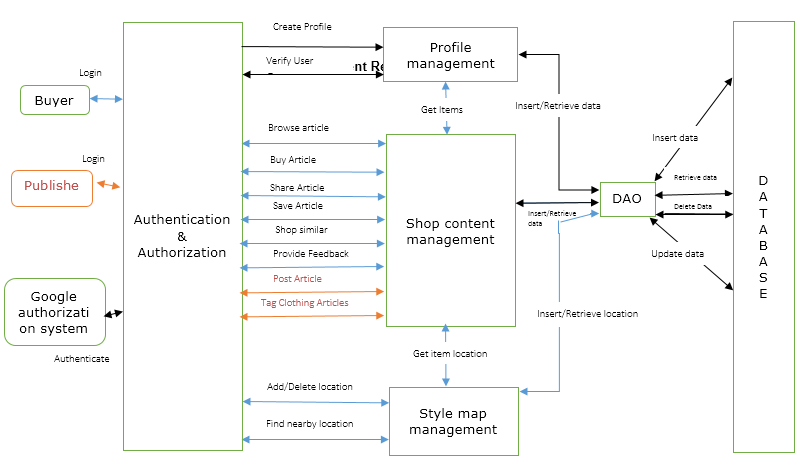 Create Profile
Profile
management
Verify User
nt Re
Login
Buyer
Get Items
Insert/Retrieve data
Browse article
Insert data
Login
Buy Article
Publishe
Share Article
Retrieve data
Save Article
DAO
Delete Data
Authentication
&
Authorization
Shop content
management
Insert/Retrieve
data
Shop similar
Provide Feedback
Update data
D
A
T
A
B
A
S
E
Post Article
Google
authorizati
on system
Tag Clothing Articles
Insert/Retrieve location
Authenticate
Get item location
Add/Delete location
Style map
management
Find nearby location